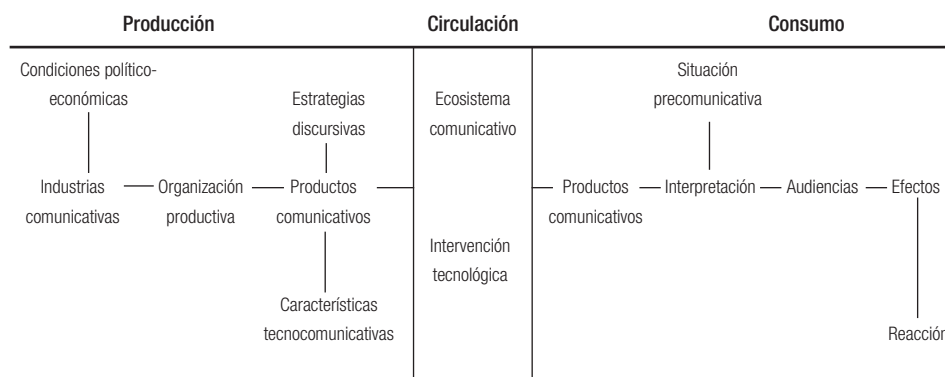 Producción
Circulación
Consumo
Condiciones político-
económicas
Industrias
comunicativas
Organización
productiva
Estrategias
discursivas
Productos
comunicativos
Características
tecnocomunicativas
Ecosistema
comunicativo
Intervención
tecnológica
Situación
precomunicativa
Productos
comunicativos
Interpretación
Audiencias
Efectos
Reacción